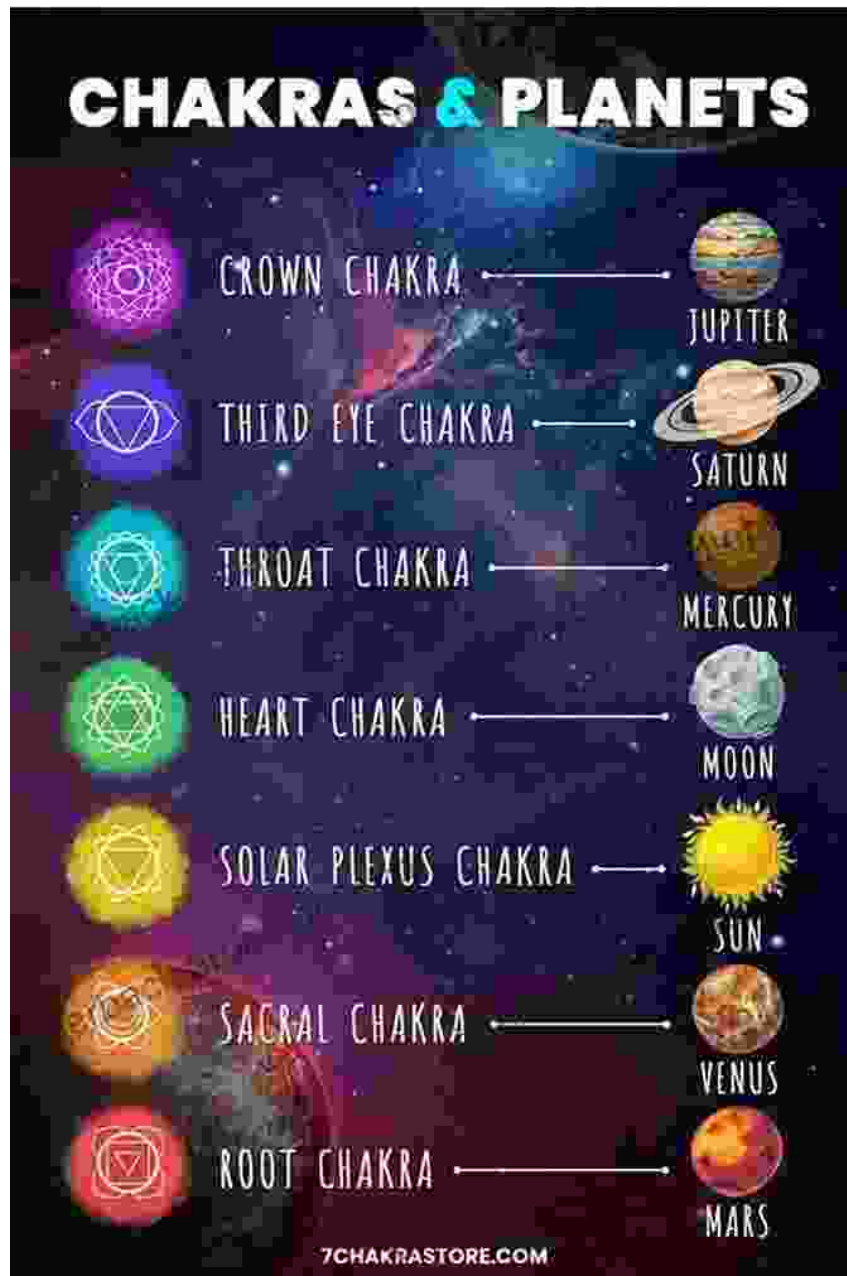 CHAKRAS & PLANETS
CROWN CHAKRA
JUPITER
THIRD EYE CHAKRA
SATURN
THROAT CHAKRA
MERCURY
HEART CHAKRA
MOON
SOLAR PLEXUS CHAKRA
SUN
SACRAL CHAKRA
VENUS
ROOT CHAKRA
MARS
7CHAKRASTORE.COM